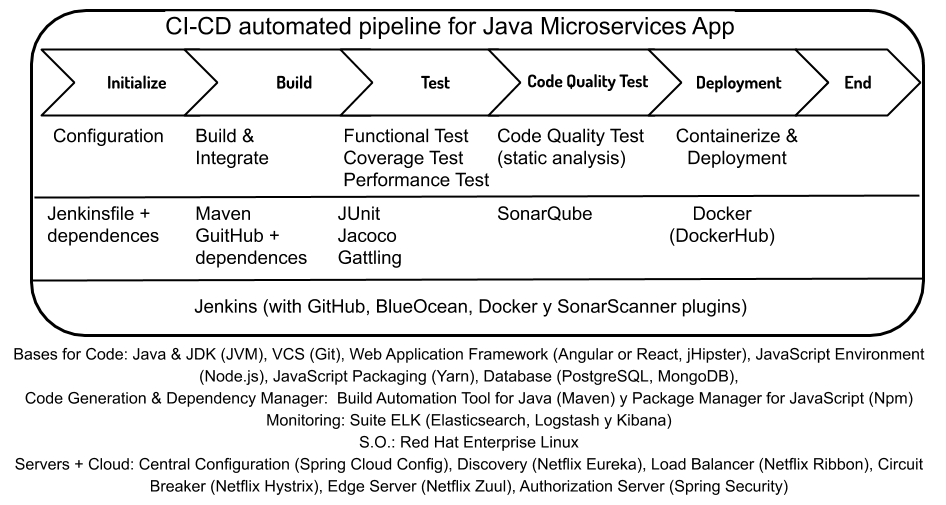 CI-CD automated pipeline for Java Microservices App
Initialize
Build
Test
Code Quality Test
Deployment
End
Configuration
Build &
Integrate
Functional Test
Coverage Test
Performance Test
Code Quality Test
(static analysis)
Containerize &
Deployment
Jenkinsfile +
dependences
Maven
GuitHub +
dependences
JUnit
Jacoco
Gattling
SonarQube
Docker
(DockerHub)
Jenkins (with GitHub, BlueOcean, Docker y SonarScanner plugins)
Bases for Code: Java & JDK (JVM), VCS (Git), Web Application Framework (Angular or React, jHipster), JavaScript Environment
(Node.js), JavaScript Packaging (Yarn), Database (PostgreSQL, MongoDB),
Code Generation & Dependency Manager: Build Automation Tool for Java (Maven) y Package Manager for JavaScript (Npm)
Monitoring: Suite ELK (Elasticsearch, Logstash y Kibana)
S.O.: Red Hat Enterprise Linux
Servers + Cloud: Central Configuration (Spring Cloud Config), Discovery (Netflix Eureka), Load Balancer (Netflix Ribbon), Circuit
Breaker (Netflix Hystrix), Edge Server (Netflix Zuul), Authorization Server (Spring Security)